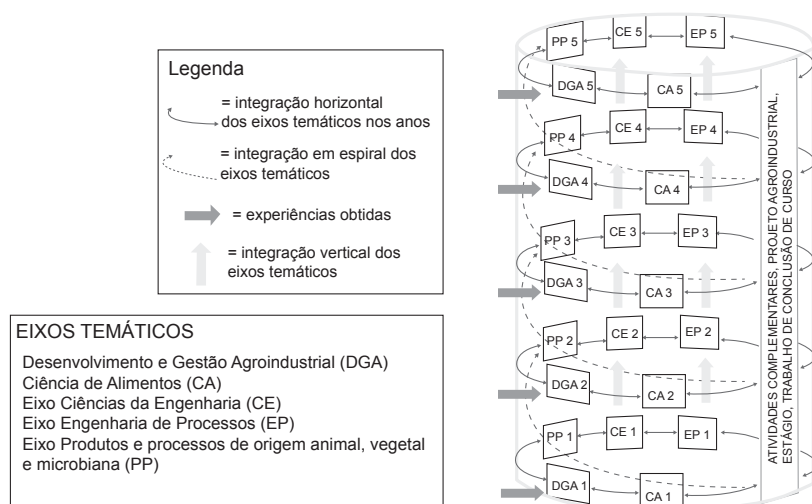 Legenda
= integração horizontal
dos eixos temáticos nos anos
= integração em espiral dos
eixos temáticos
= experiências obtidas
= integração vertical dos
eixos temáticos
EIXOS TEMÁTICOS
Desenvolvimento e Gestão Agroindustrial (DGA)
Ciência de Alimentos (CA)
Eixo Ciências da Engenharia (CE)
Eixo Engenharia de Processos (EP)
Eixo Produtos e processos de origem animal, vegetal
e microbiana (PP)
PP 5
CE 5
EP 5
DGA 5
CA 5
PP 4
CE 4
EP 4
DGA 4
CA 4
PP 3
CE 3
EP 3
DGA 3
CA 3
PP 2
CE 2
EP 2
DGA 2
CA 2
PP 1
CE 1
EP 1
DGA 1
CA 1
ATIVIDADES COMPLEMENTARES, PROJETO AGROINDUSTRIAL,
ESTÁGIO, TRABALHO DE CONCLUSÃO DE CURSO